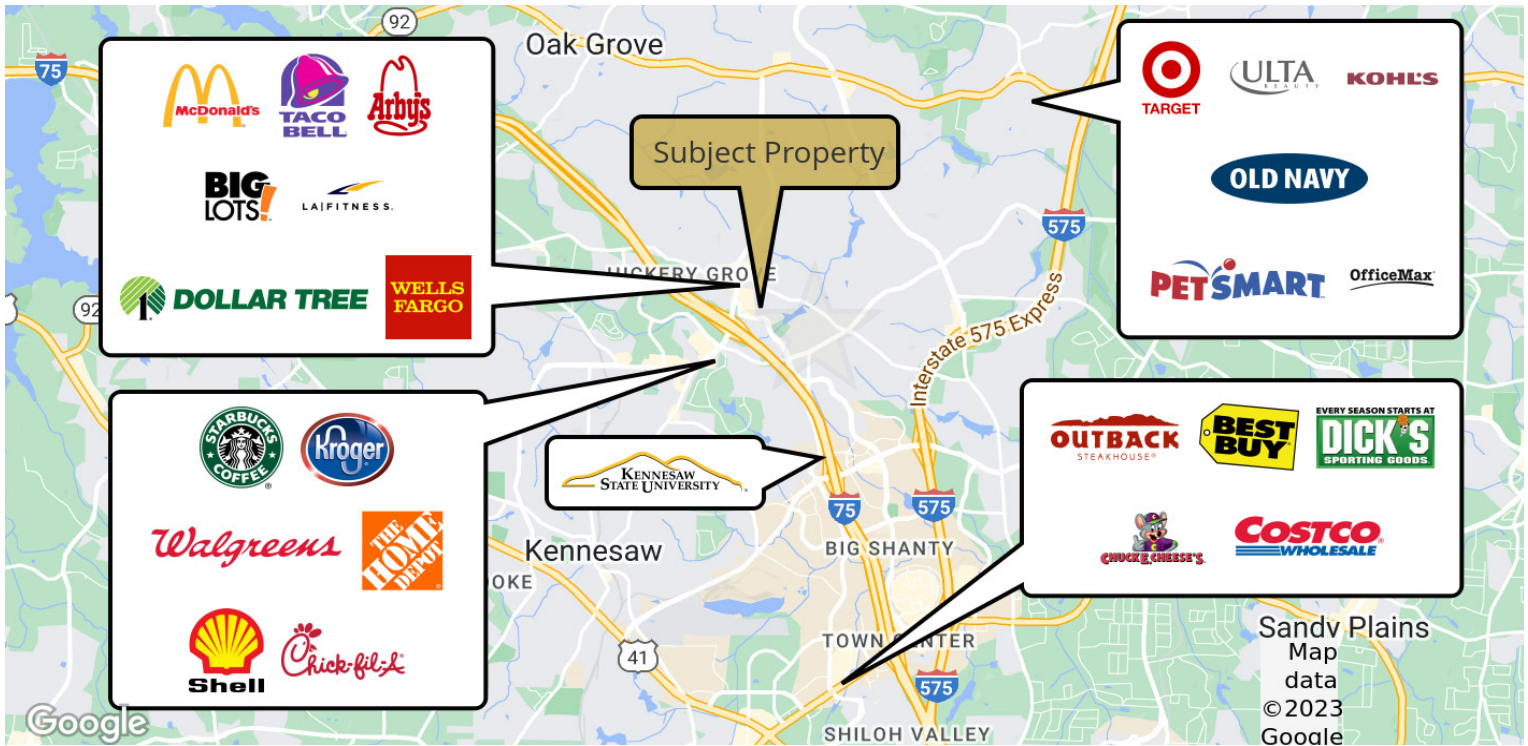 92
Oak Grove
75
McDonald's
TACO
BELL
Arby's
BIG
LOTS!
LA|FITNESS.
1
DOLLAR TREE
WELLS
FARGO
92
Subject Property
HICKERY GROVE
TARGET
ULTA
BEAUTY
KOHL'S
OLD NAVY
PETSMART
OfficeMax
575
Interstate 575 Express
STARBUCKS
COFFEE
Kroger
Walgreens
THE
HOME
DEPOT
Shell
Chick-fil-A
KENNESAW
STATE UNIVERSITY
Kennesaw
OKE
75
575
BIG SHANTY
OUTBACK
STEAKHOUSE®
BEST
BUY
EVERY SEASON STARTS AT
DICK'S
SPORTING GOODS
CHUCK E. CHEESE'S
COSTCO
WHOLESALE
TOWN CENTER
41
575
SHILOH VALLEY
Sandy Plains
Map
data
©2023
Google
Google